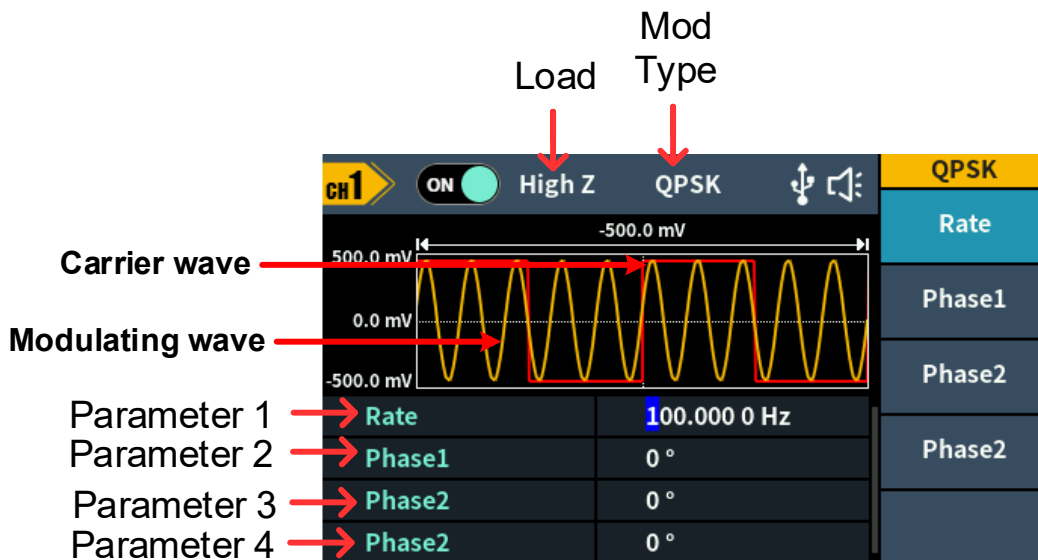 Mod
Type
Load
CH1 ON High Z QPSK
QPSK
Rate
Phase1
Phase2
Phase2
-500.0 mV
500.0 mV
0.0 mV
-500.0 mV
Carrier wave
Modulating wave
Parameter 1 Rate 100.000 0 Hz
Parameter 2 Phase1 0 °
Parameter 3 Phase2 0 °
Parameter 4 Phase2 0 °